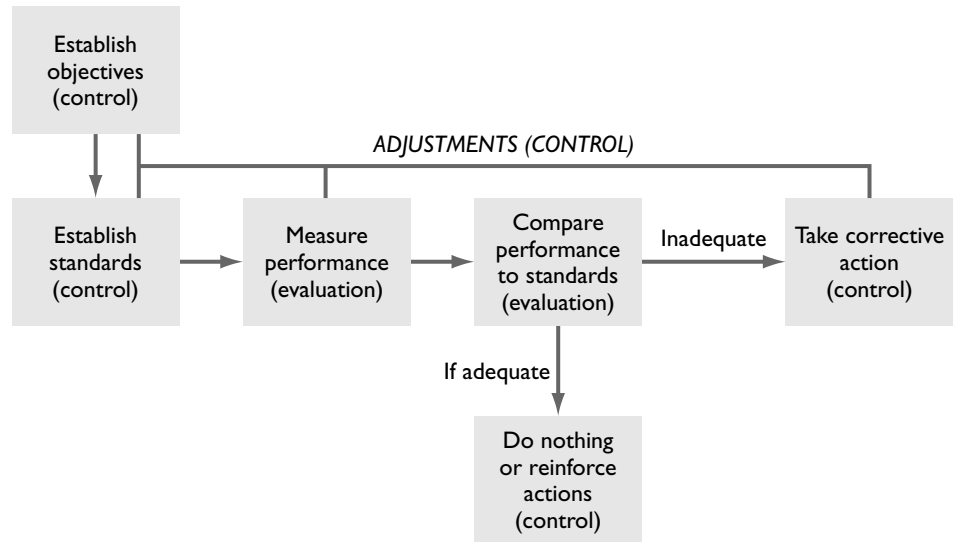 Establish
objectives
(control)
ADJUSTMENTS (CONTROL)
Establish
standards
(control)
Measure
performance
(evaluation)
Compare
performance
to standards
(evaluation)
Inadequate
Take corrective
action
(control)
If adequate
Do nothing
or reinforce
actions
(control)